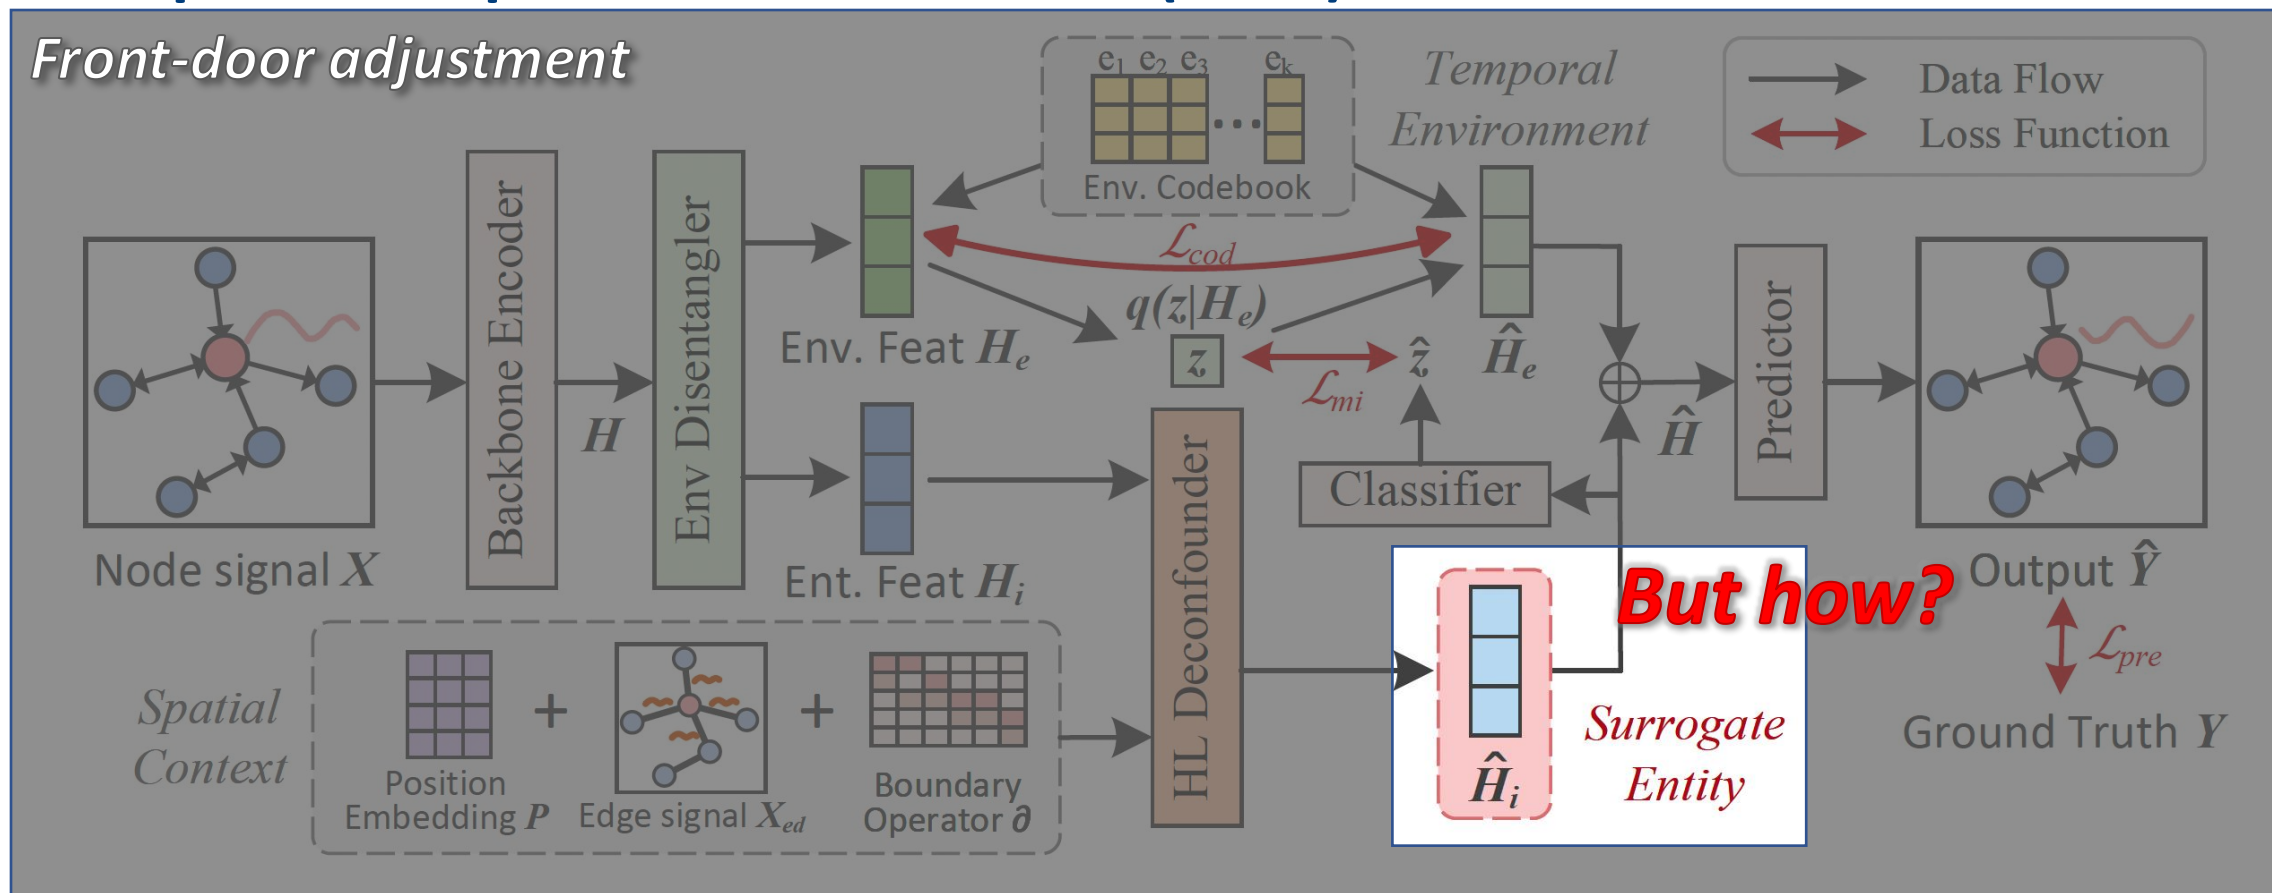 Front-door adjustment
e1 e2 e3 ... ek
Env. Codebook
Temporal
Environment
Data Flow
Loss Function
Node signal X
Backbone Encoder
H
Env Disentangler
Env. Feat He
Ent. Feat Hi
ℒcod
q(z|He)
z
ℒmi
ẑ
Ĥe
Classifier
HL Deconfounder
Ĥ
Predictor
Output Ŷ
But how?
ℒpre
Ground Truth Y
Spatial
Context
Position
Embedding P
+
Edge signal Xed
+
Boundary
Operator ∂
Ĥi
Surrogate
Entity